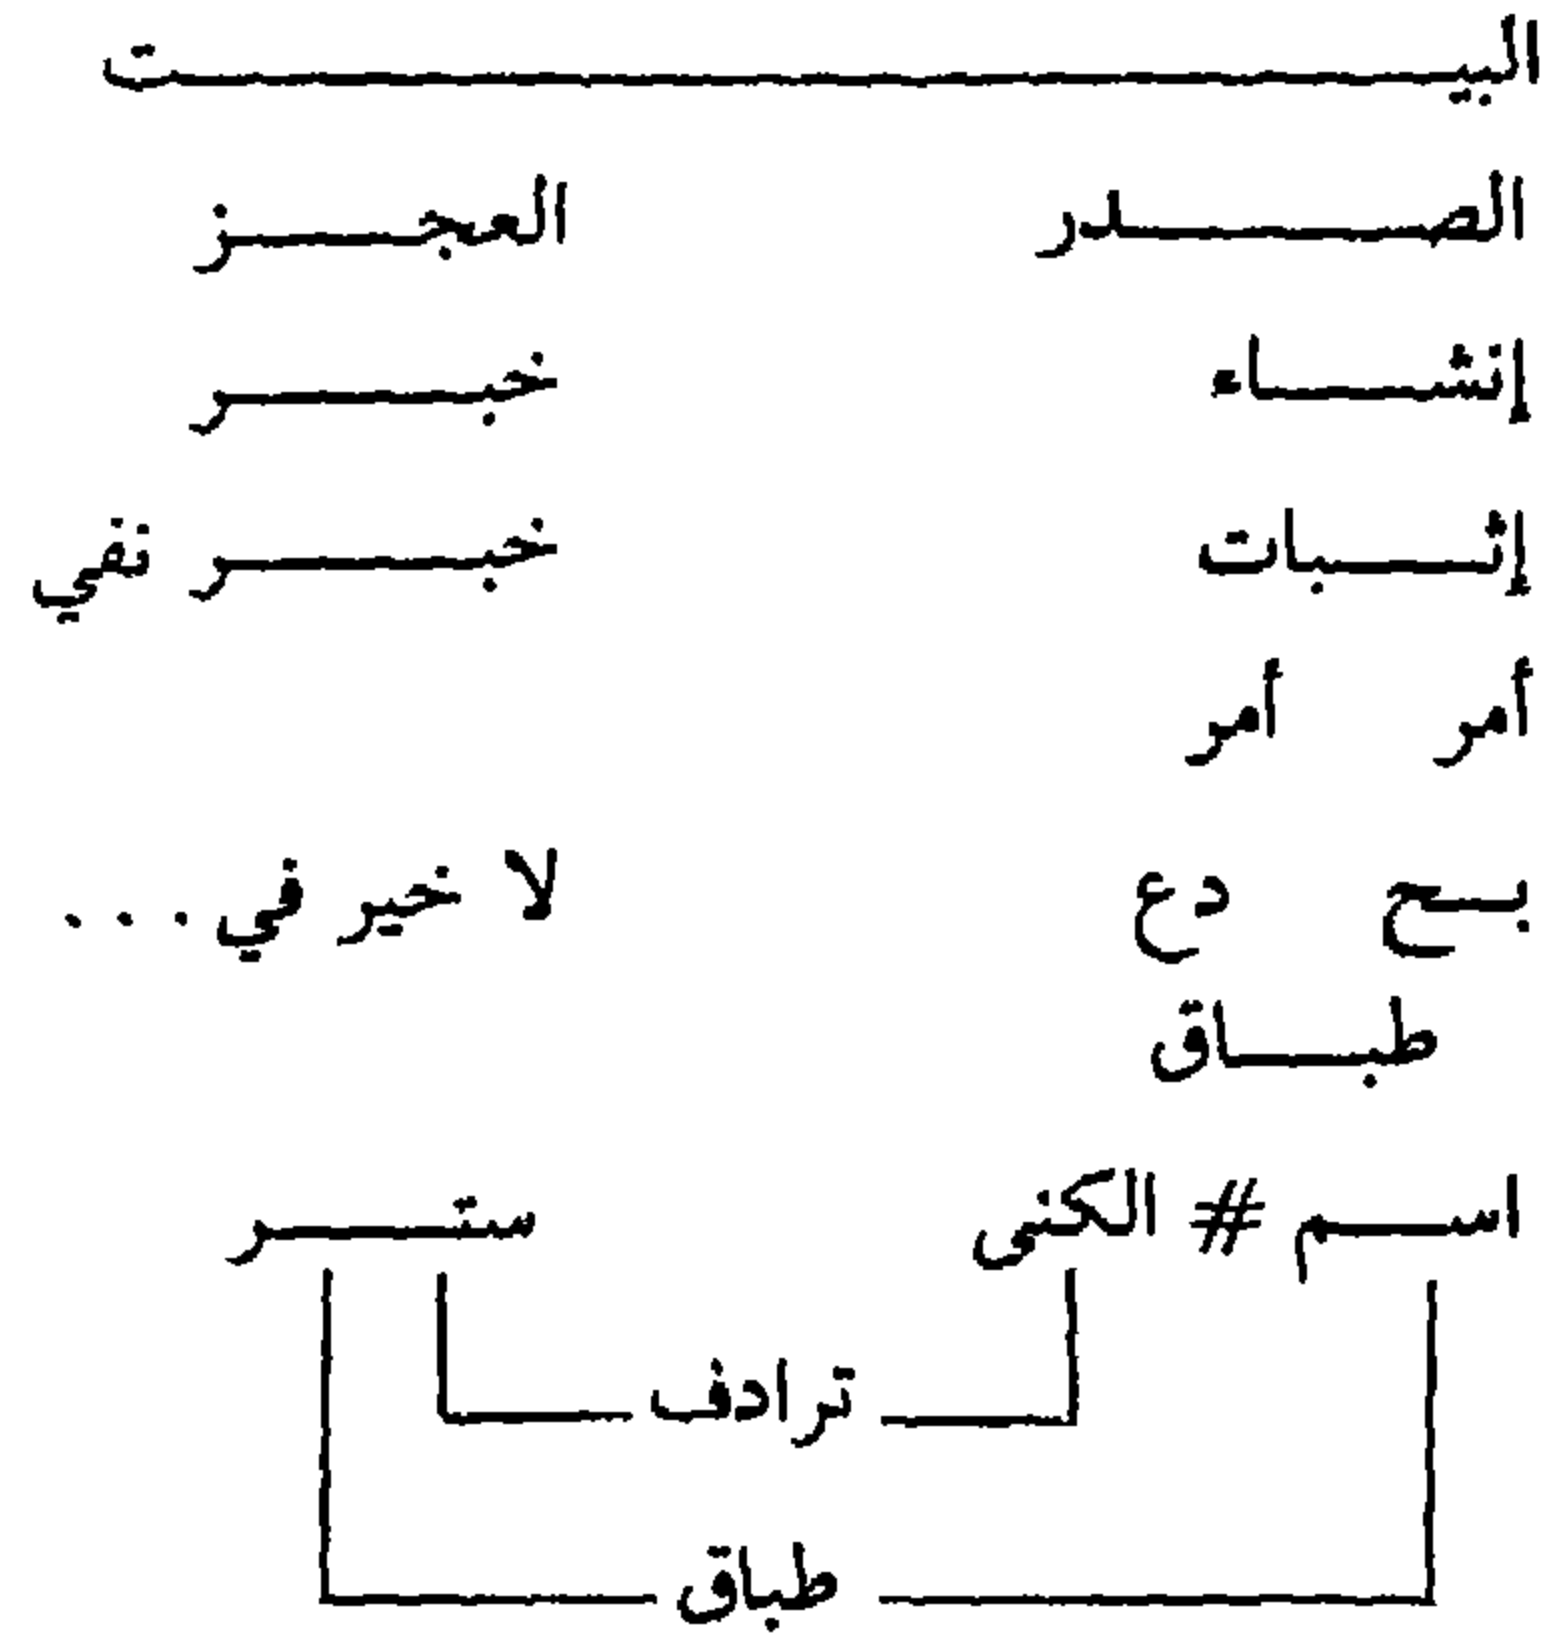 البيت
الصدر العجز
إنشاء خبر
إثبات خبر نفي
أمر أمر
بح دع لا خير في . . .
طباق
اسم # الكنى ستر
ترادف
طباق